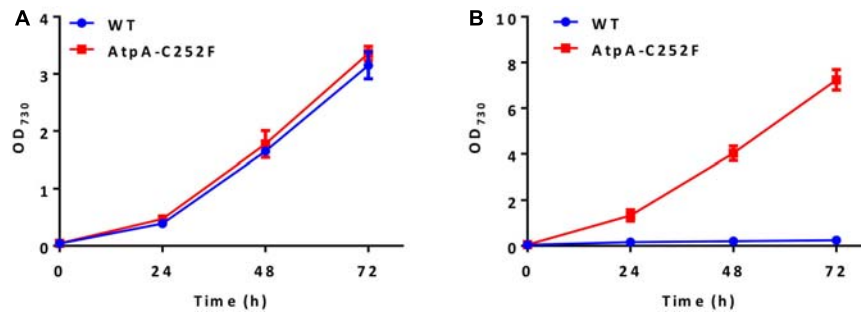 A
WT
AtpA-C252F
OD730
4
3
2
1
0
0 24 48 72
Time (h)
B
WT
AtpA-C252F
OD730
10
8
6
4
2
0
0 24 48 72
Time (h)